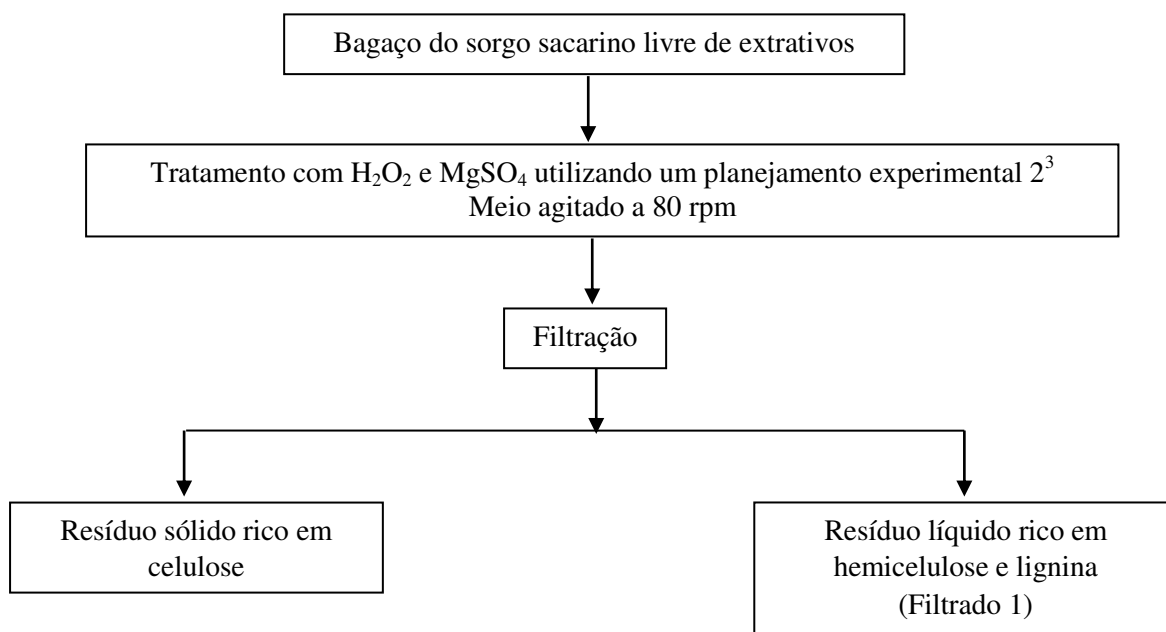 Bagaço do sorgo sacarino livre de extrativos
Tratamento com H₂O₂ e MgSO₄ utilizando um planejamento experimental 2³
Meio agitado a 80 rpm
Filtração
Resíduo sólido rico em
celulose
Resíduo líquido rico em
hemicelulose e lignina
(Filtrado 1)